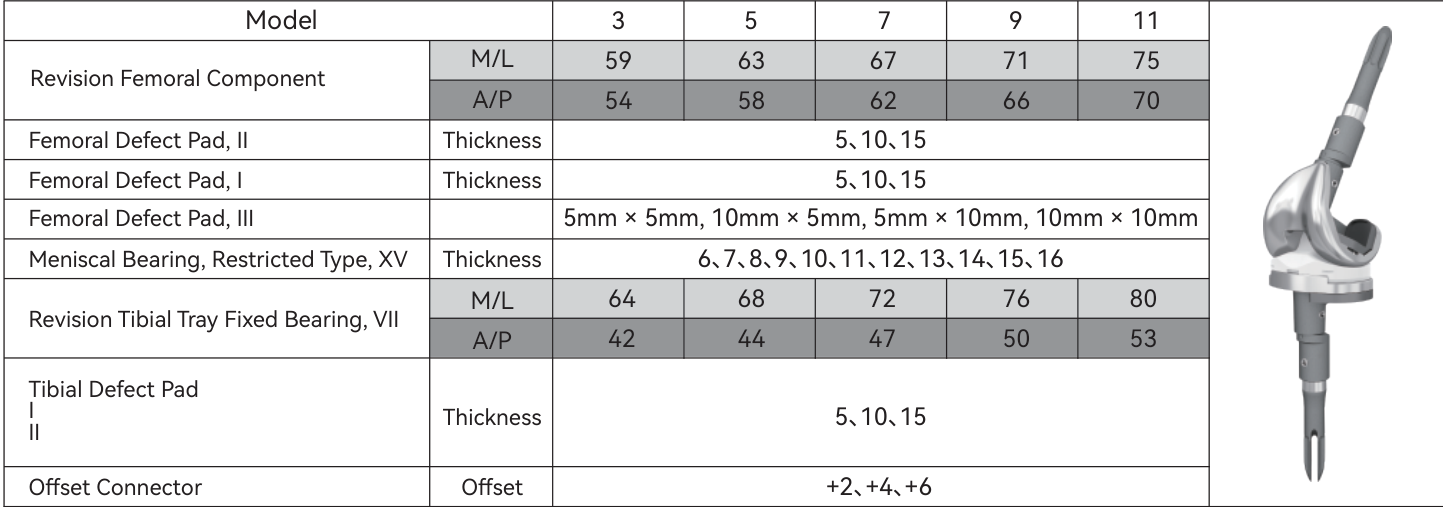 Model 3 5 7 9 11
Revision Femoral Component M/L 59 63 67 71 75
A/P 54 58 62 66 70
Femoral Defect Pad, II Thickness 5、10、15
Femoral Defect Pad, I Thickness 5、10、15
Femoral Defect Pad, III 5mm × 5mm, 10mm × 5mm, 5mm × 10mm, 10mm × 10mm
Meniscal Bearing, Restricted Type, XV Thickness 6、7、8、9、10、11、12、13、14、15、16
Revision Tibial Tray Fixed Bearing, VII M/L 64 68 72 76 80
A/P 42 44 47 50 53
Tibial Defect Pad
I
II
Thickness 5、10、15
Offset Connector Offset +2、+4、+6